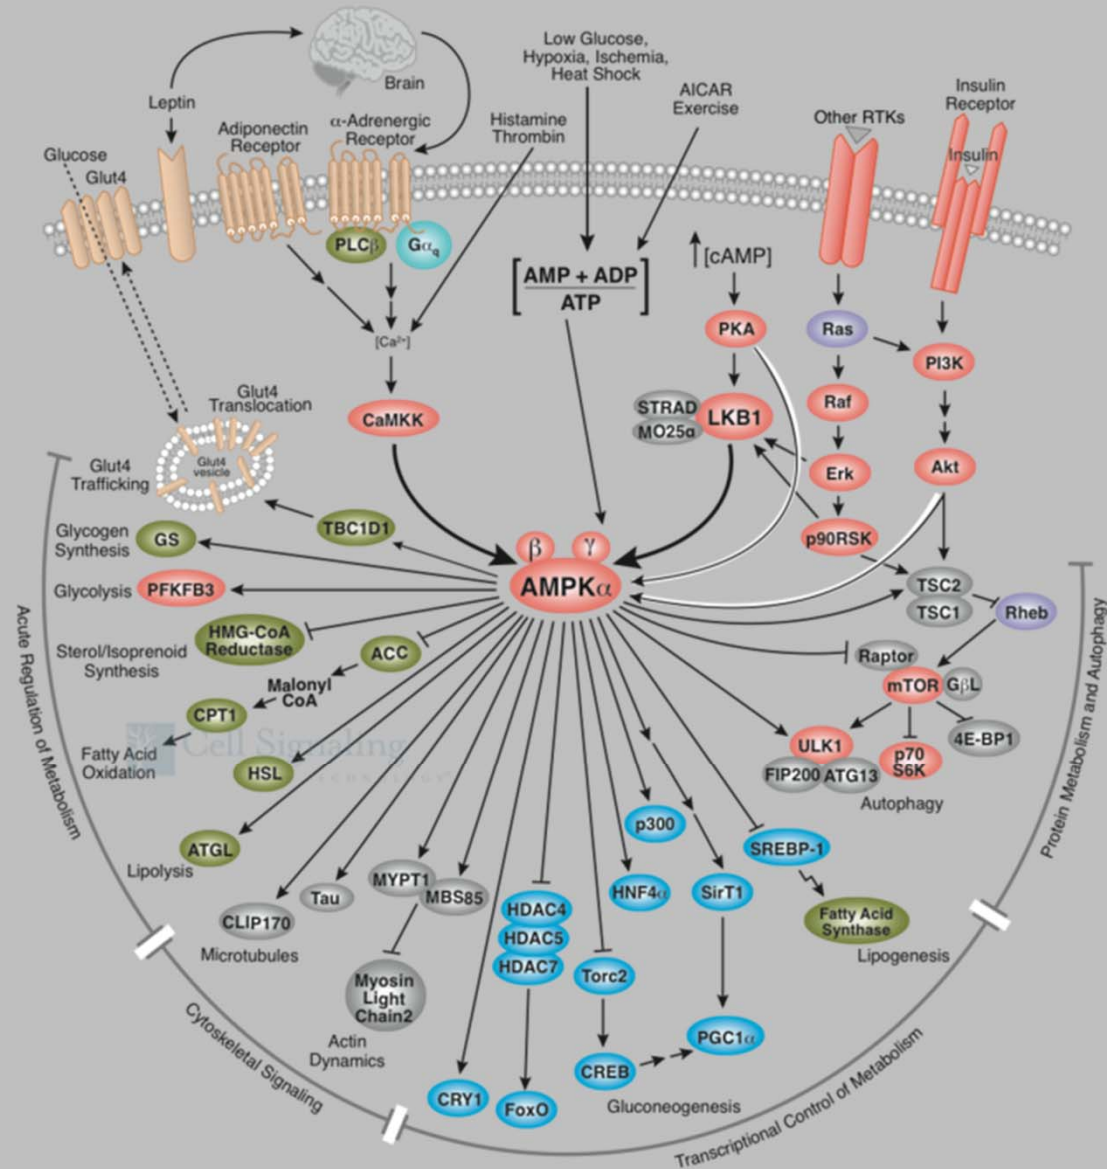 Brain
Leptin
Low Glucose,
Hypoxia, Ischemia,
Heat Shock
AICAR
Exercise
Histamine
Thrombin
Adiponectin
Receptor
α-Adrenergic
Receptor
Glucose
Glut4
Other RTKs
Insulin
Receptor
Insulin
PLCβ
Gαq
[AMP + ADP
ATP]
[cAMP]
[Ca²⁺]
PKA
Ras
PI3K
Raf
CaMKK
STRAD
MO25α
LKB1
Glut4
Translocation
Glut4
vesicle
Glut4
Trafficking
Erk
Akt
p90RSK
TBC1D1
Glycogen
Synthesis
GS
β
γ
AMPKα
TSC2
TSC1
Rheb
Glycolysis
PFKFB3
HMG-CoA
Reductase
Sterol/Isoprenoid
Synthesis
ACC
Malonyl
CoA
CPT1
Fatty Acid
Oxidation
HSL
Cell Signaling
TECHNOLOGY
Raptor
mTOR
GβL
ULK1
FIP200
ATG13
p70
S6K
4E-BP1
Autophagy
ATGL
Lipolysis
Tau
CLIP170
Microtubules
MYPT1
MBS85
Myosin
Light
Chain2
Actin
Dynamics
HDAC4
HDAC5
HDAC7
p300
HNF4α
SirT1
SREBP-1
Fatty Acid
Synthase
Lipogenesis
Torc2
CREB
PGC1α
Gluconeogenesis
CRY1
FoxO
Acute Regulation of Metabolism
Cytoskeletal Signaling
Transcriptional Control of Metabolism
Protein Metabolism and Autophagy